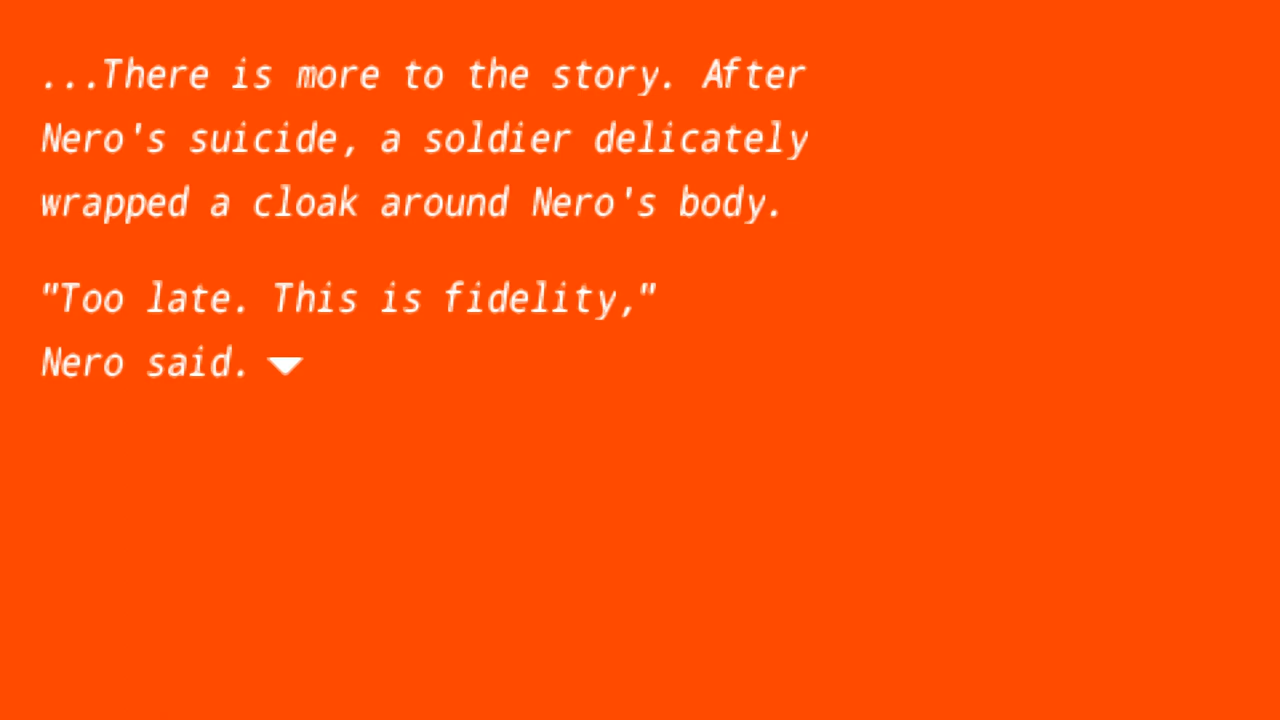 ...There is more to the story. After
Nero's suicide, a soldier delicately
wrapped a cloak around Nero's body.
"Too late. This is fidelity,"
Nero said.